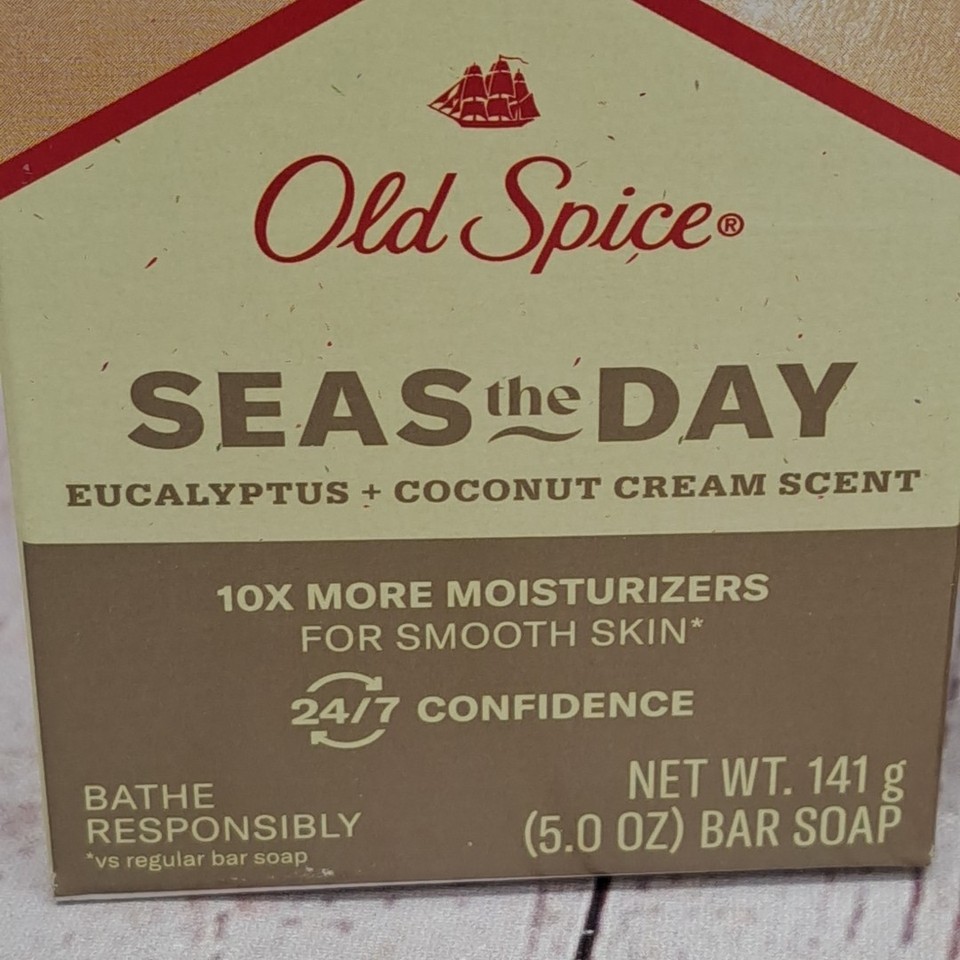 Old Spice®
SEAS the DAY
EUCALYPTUS + COCONUT CREAM SCENT
10X MORE MOISTURIZERS
FOR SMOOTH SKIN*
24/7 CONFIDENCE
BATHE
RESPONSIBLY
*vs regular bar soap
NET WT. 141 g
(5.0 OZ) BAR SOAP